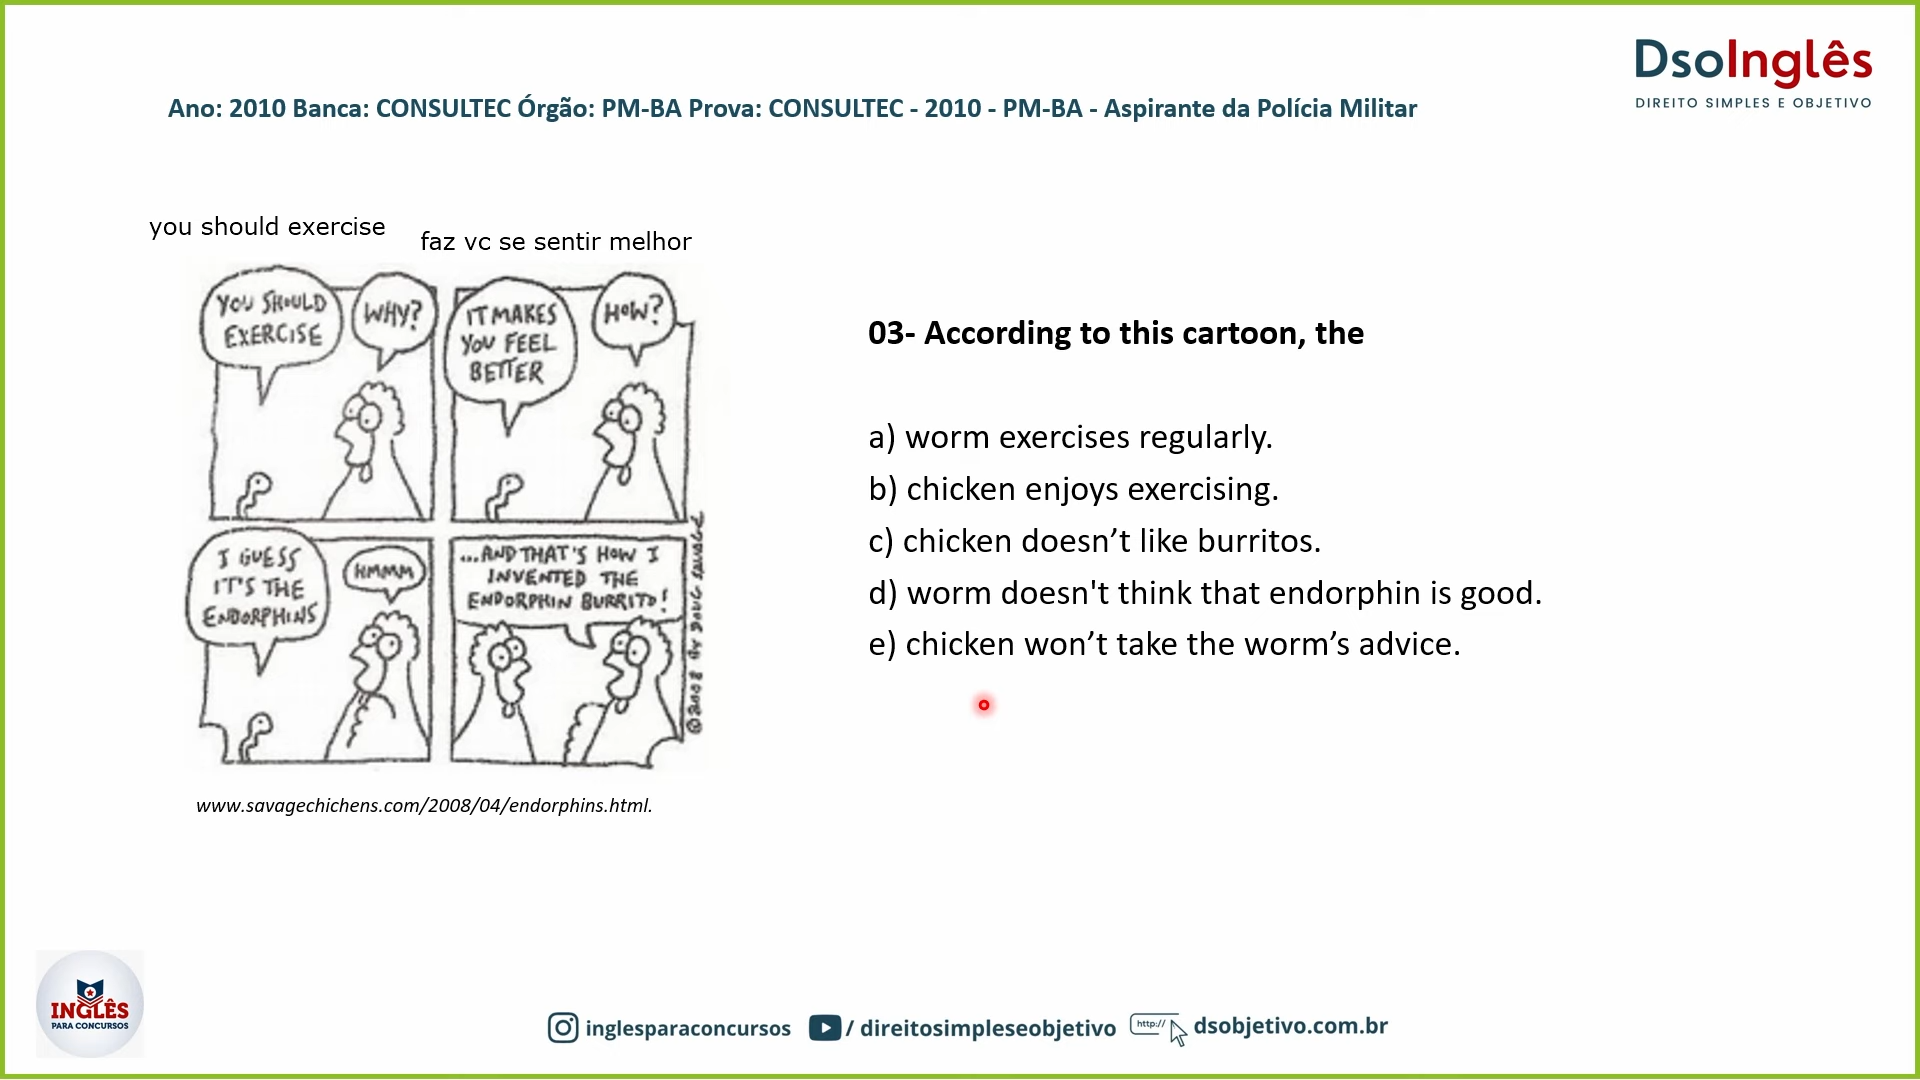 DsoInglês
DIREITO SIMPLES E OBJETIVO
Ano: 2010 Banca: CONSULTEC Órgão: PM-BA Prova: CONSULTEC - 2010 - PM-BA - Aspirante da Polícia Militar
you should exercise
faz vc se sentir melhor
YOU SHOULD
EXERCISE
WHY?
IT MAKES
YOU FEEL
BETTER
HOW?
I GUESS
IT'S THE
ENDORPHINS
HMMM
...AND THAT'S HOW I
INVENTED THE
ENDORPHIN BURRITO!
©2008 BY DOUG SAVAGE
www.savagechichens.com/2008/04/endorphins.html.
03- According to this cartoon, the
a) worm exercises regularly.
b) chicken enjoys exercising.
c) chicken doesn’t like burritos.
d) worm doesn't think that endorphin is good.
e) chicken won’t take the worm’s advice.
INGLÊS
PARA CONCURSOS
inglesparaconcursos
/ direitosimpleseobjetivo
http://
dsobjetivo.com.br